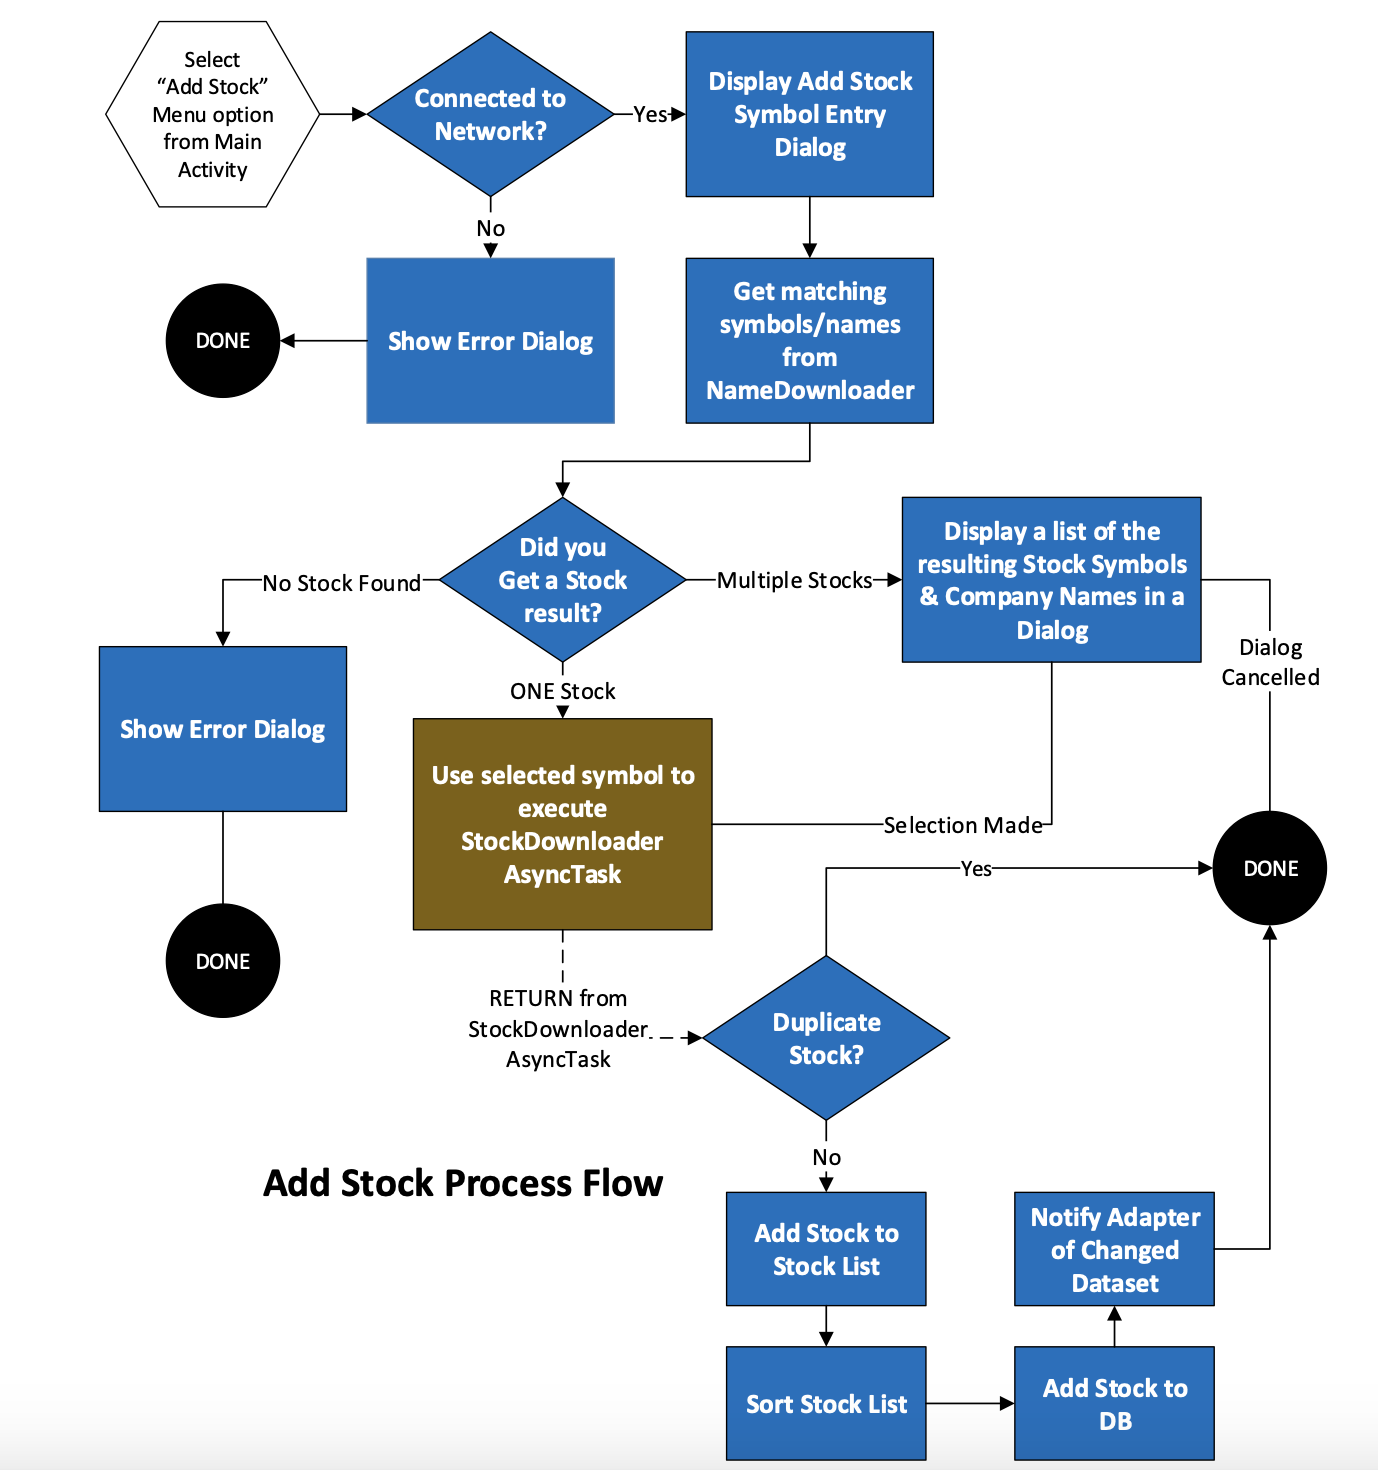 Select
“Add Stock”
Menu option
from Main
Activity
Connected to
Network?
Yes
Display Add Stock
Symbol Entry
Dialog
No
DONE
Show Error Dialog
Get matching
symbols/names
from
NameDownloader
Did you
Get a Stock
result?
No Stock Found
Multiple Stocks
Display a list of the
resulting Stock Symbols
& Company Names in a
Dialog
Dialog
Cancelled
ONE Stock
Show Error Dialog
Use selected symbol to
execute
StockDownloader
AsyncTask
Selection Made
Yes
DONE
DONE
RETURN from
StockDownloader
AsyncTask
Duplicate
Stock?
No
Add Stock Process Flow
Add Stock to
Stock List
Notify Adapter
of Changed
Dataset
Sort Stock List
Add Stock to
DB